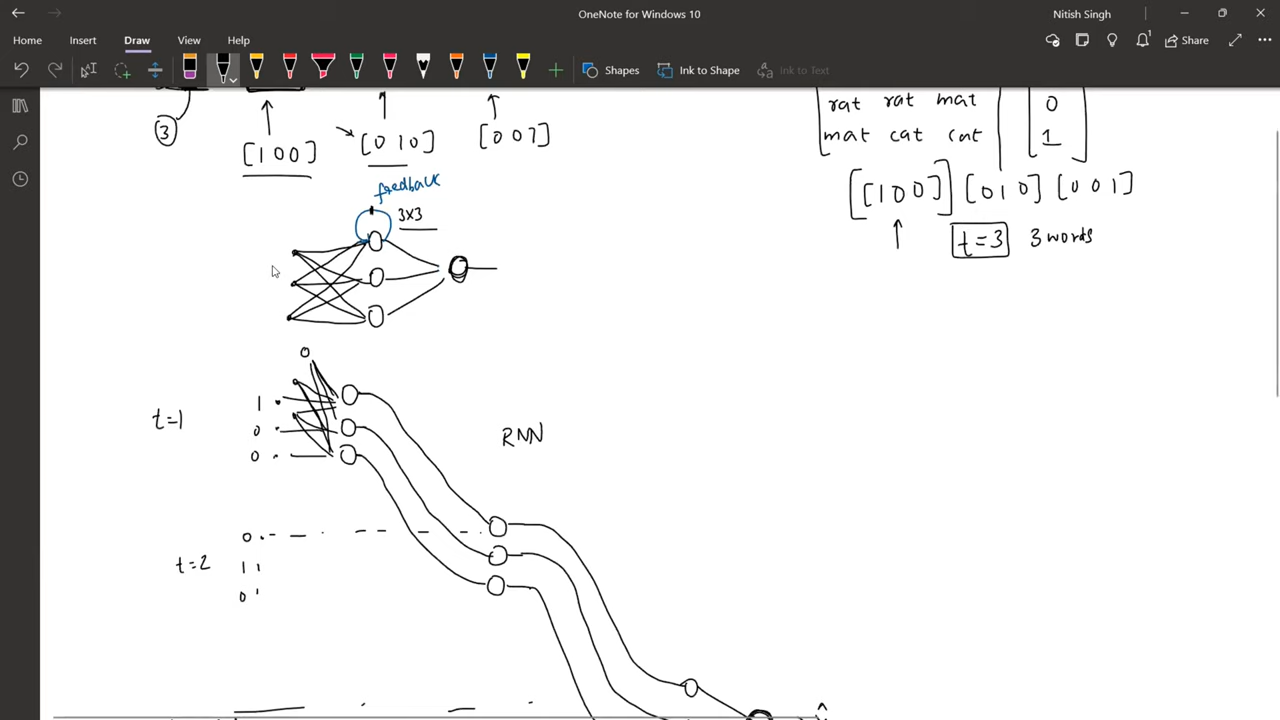 OneNote for Windows 10
Nitish Singh
Home Insert Draw View Help
Share
Shapes Ink to Shape Ink to Text
rat rat mat 0
mat cat cat 1
3
[1 0 0] [0 1 0] [0 0 1]
feedback
3x3
[[1 0 0] [0 1 0] [0 0 1]
t=3 3 words
0
t=1
1
0
0
RNN
t=2
0
1
0
^